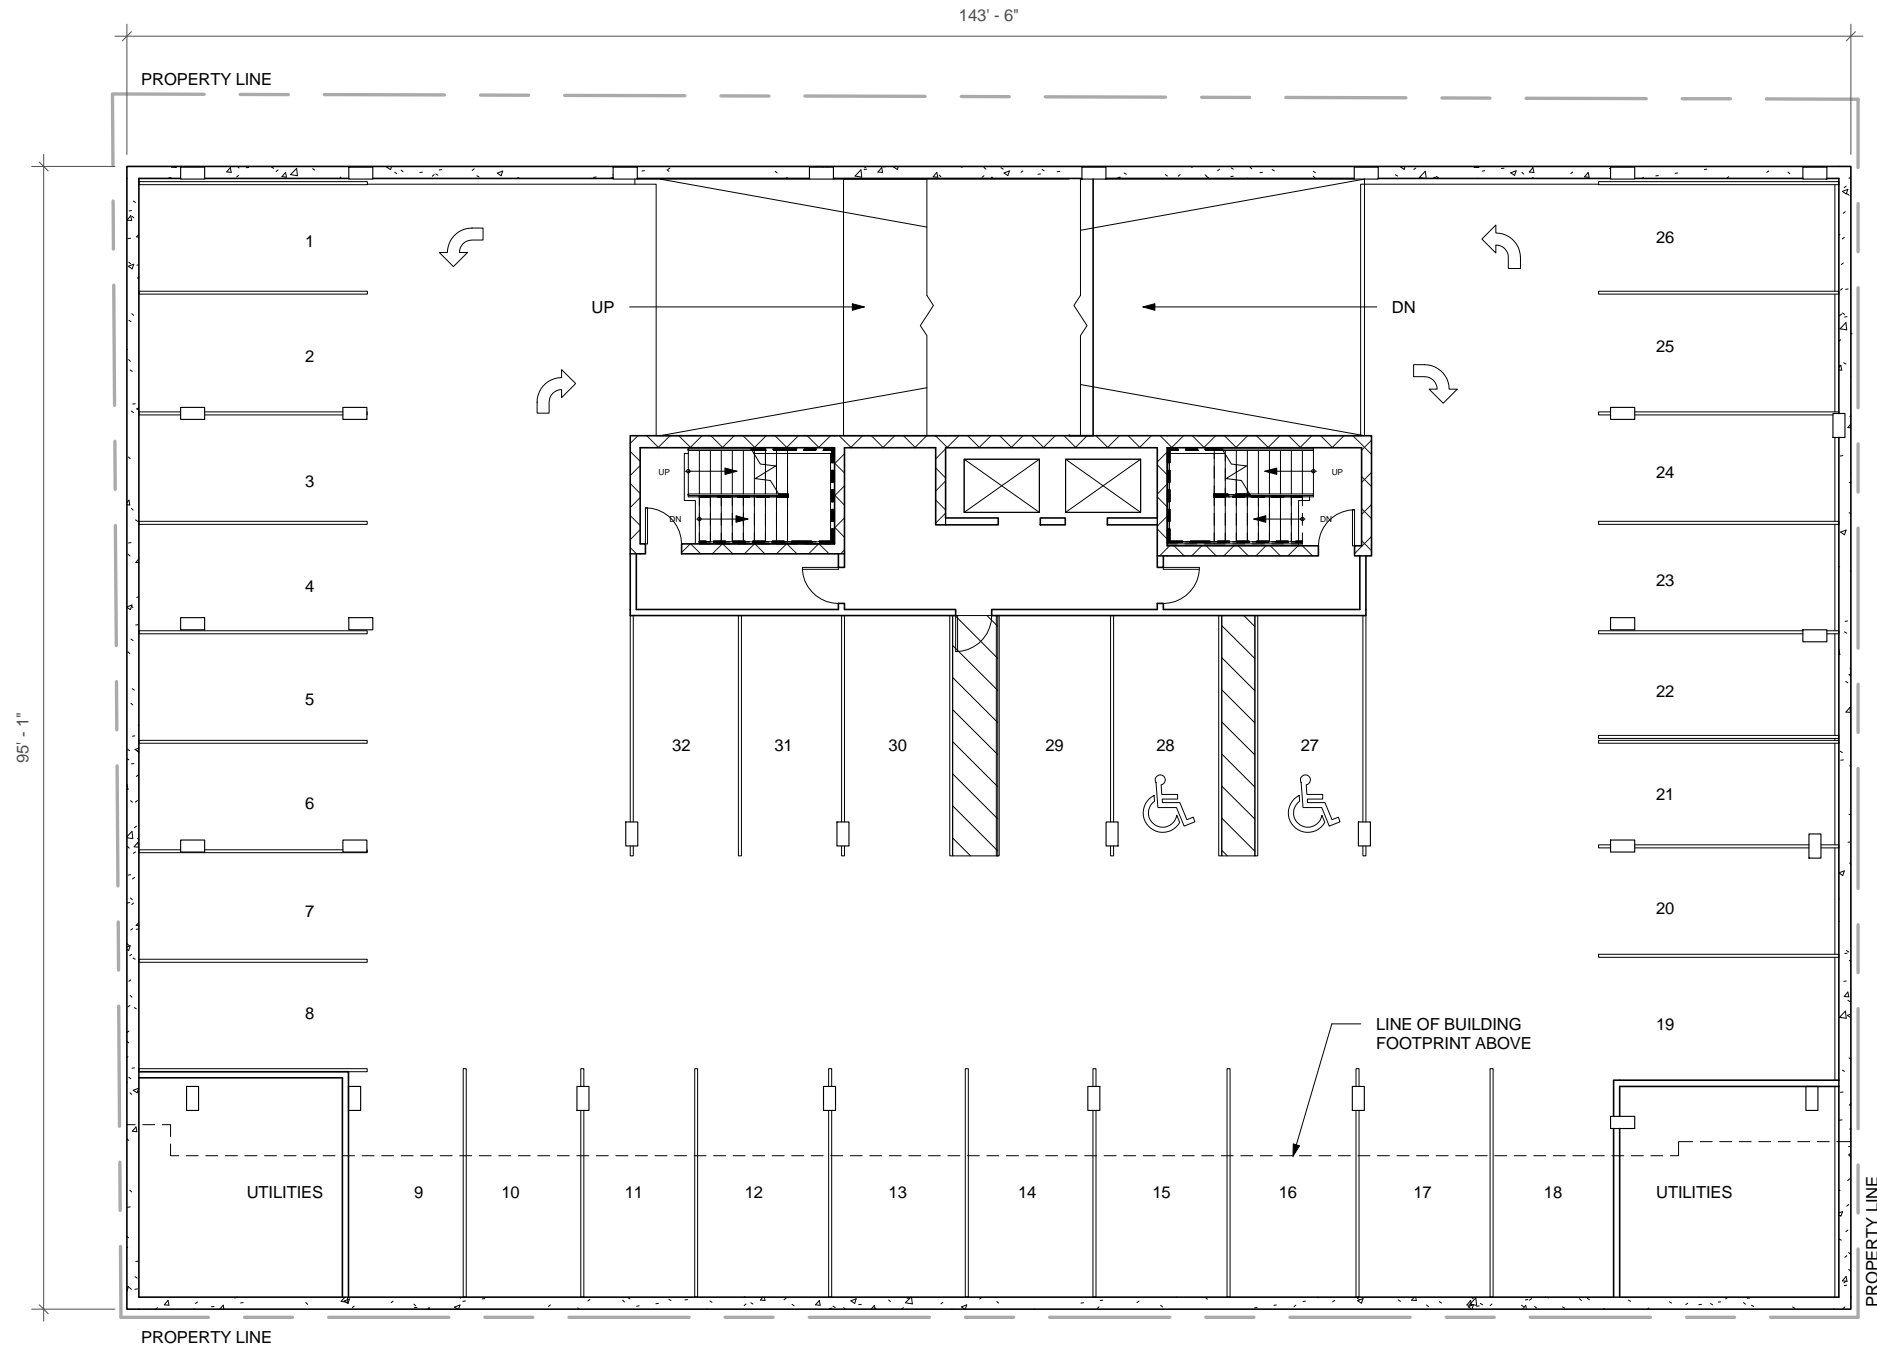 143' - 6"
PROPERTY LINE
1
26
UP
DN
2
25
3
24
UP
UP
DN
DN
4
23
5
22
95' - 1"
32
31
30
29
28
27
6
21
7
20
8
19
LINE OF BUILDING
FOOTPRINT ABOVE
UTILITIES
9
10
11
12
13
14
15
16
17
18
UTILITIES
PROPERTY LINE
PROPERTY LINE